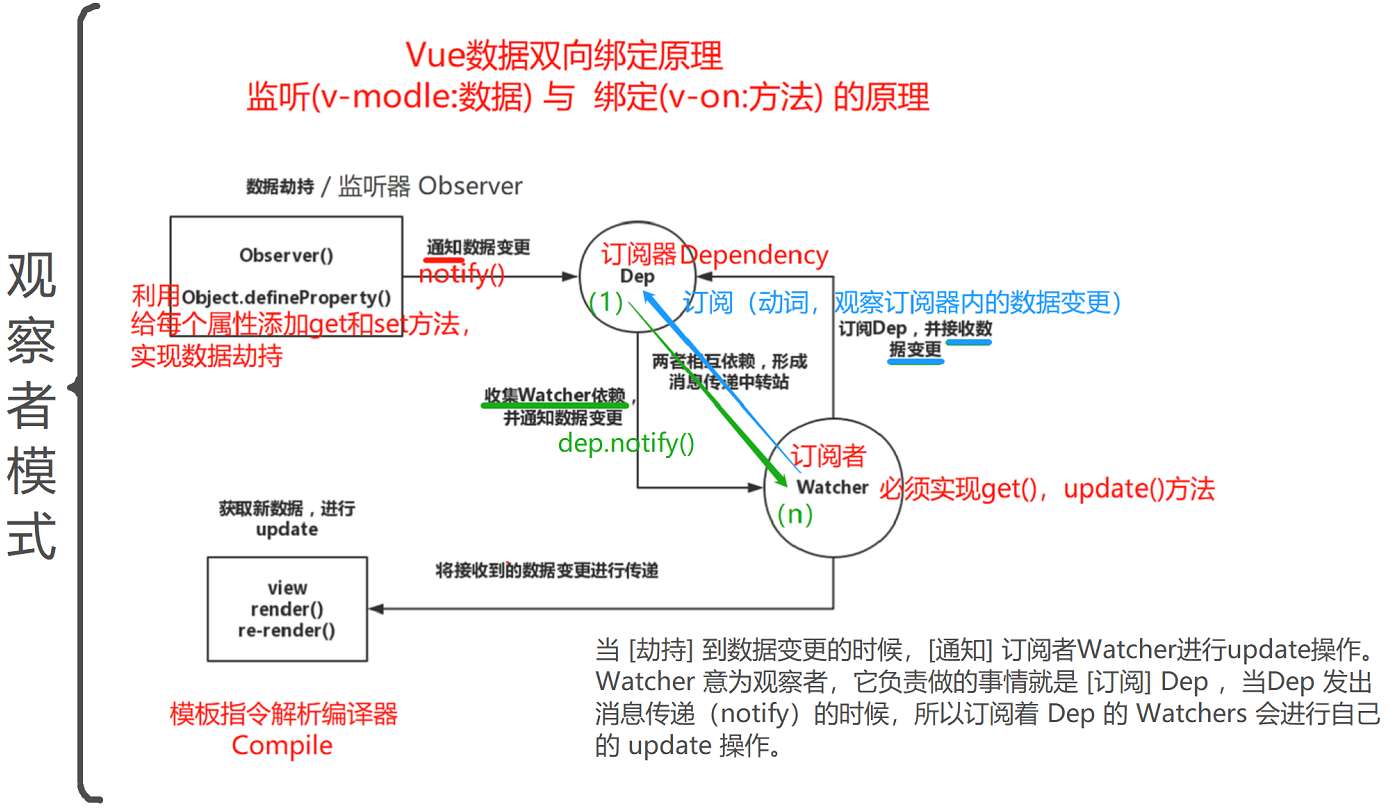 观察者模式
Vue数据双向绑定原理
监听(v-modle:数据) 与 绑定(v-on:方法) 的原理
数据劫持 / 监听器 Observer
Observer()
利用Object.defineProperty()
给每个属性添加get和set方法，
实现数据劫持
通知数据变更
notify()
订阅器Dependency
Dep
(1)
订阅（动词，观察订阅器内的数据变更）
订阅Dep，并接收数
据变更
两者相互依赖，形成
消息传递中转站
收集Watcher依赖，
并通知数据变更
dep.notify()
订阅者
Watcher
必须实现get()，update()方法
(n)
获取新数据，进行
update
view
render()
re-render()
将接收到的数据变更进行传递
模板指令解析编译器
Compile
当 [劫持] 到数据变更的时候，[通知] 订阅者Watcher进行update操作。
Watcher 意为观察者，它负责做的事情就是 [订阅] Dep ，当Dep 发出
消息传递（notify）的时候，所以订阅着 Dep 的 Watchers 会进行自己
的 update 操作。